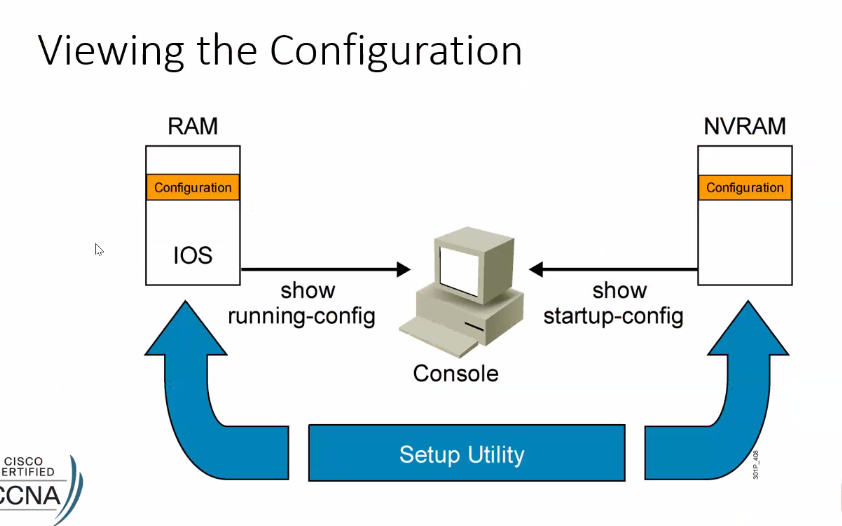 Viewing the Configuration
RAM
NVRAM
Configuration
Configuration
IOS
show
running-config
show
startup-config
Console
Setup Utility
301P_408
CISCO
ERTIFIED
CCNA